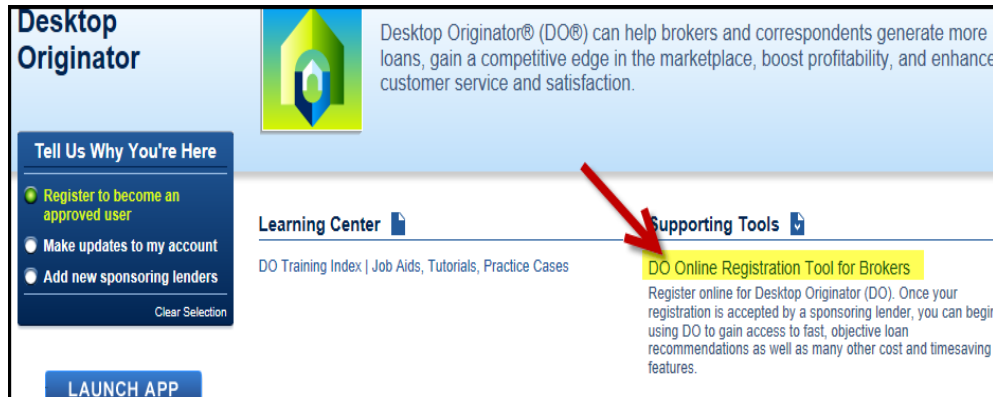 Desktop
Originator
Desktop Originator® (DO®) can help brokers and correspondents generate more
loans, gain a competitive edge in the marketplace, boost profitability, and enhance
customer service and satisfaction.
Tell Us Why You're Here
Register to become an
approved user
Make updates to my account
Add new sponsoring lenders
Clear Selection
LAUNCH APP
Learning Center
DO Training Index | Job Aids, Tutorials, Practice Cases
Supporting Tools
DO Online Registration Tool for Brokers
Register online for Desktop Originator (DO). Once your
registration is accepted by a sponsoring lender, you can begin
using DO to gain access to fast, objective loan
recommendations as well as many other cost and timesaving
features.